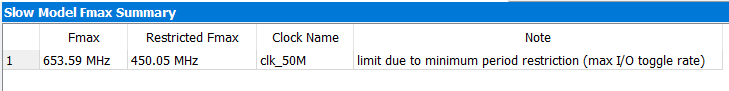 Slow Model Fmax Summary
Fmax Restricted Fmax Clock Name Note
1 653.59 MHz 450.05 MHz clk_50M limit due to minimum period restriction (max I/O toggle rate)